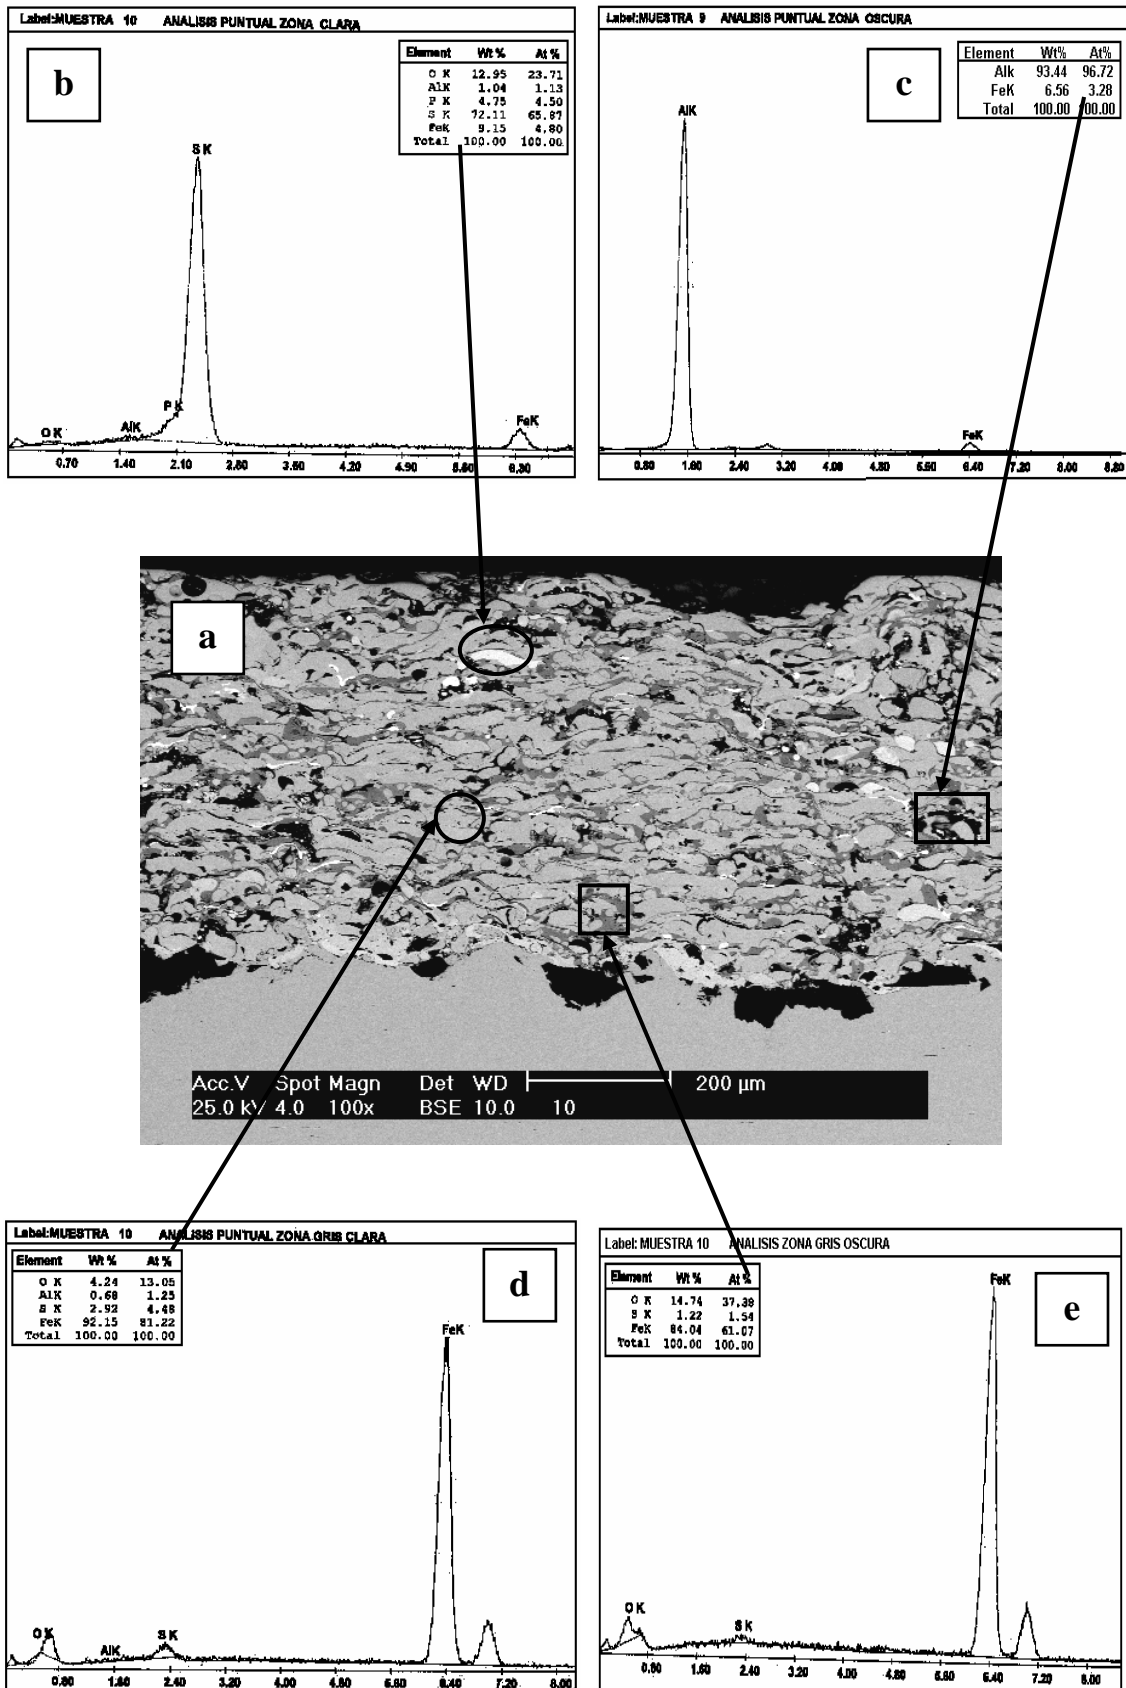 Label:MUESTRA 10 ANALISIS PUNTUAL ZONA CLARA
b
Element Wt % At %
O K 12.95 23.71
AlK 1.04 1.13
P K 4.75 4.50
S K 72.11 65.87
FeK 9.15 4.80
Total 100.00 100.00
S K
P K
AlK
O K
FeK
0.70 1.40 2.10 2.80 3.50 4.20 4.90 5.60 6.30
Label:MUESTRA 9 ANALISIS PUNTUAL ZONA OSCURA
c
Element Wt% At%
Alk 93.44 96.72
FeK 6.56 3.28
Total 100.00 100.00
AlK
FeK
0.80 1.60 2.40 3.20 4.00 4.80 5.60 6.40 7.20 8.00 8.80
a
Acc.V Spot Magn Det WD 200 µm
25.0 kV 4.0 100x BSE 10.0 10
Label:MUESTRA 10 ANALISIS PUNTUAL ZONA GRIS CLARA
d
Element Wt % At %
O K 4.24 13.05
AlK 0.68 1.25
S K 2.92 4.48
FeK 92.15 81.22
Total 100.00 100.00
FeK
O K
AlK
S K
0.80 1.60 2.40 3.20 4.00 4.80 5.60 6.40 7.20 8.00
Label: MUESTRA 10 ANALISIS ZONA GRIS OSCURA
e
Element Wt % At %
O K 14.74 37.38
S K 1.22 1.54
FeK 84.04 61.07
Total 100.00 100.00
FeK
O K
S K
0.80 1.60 2.40 3.20 4.00 4.80 5.60 6.40 7.20 8.00